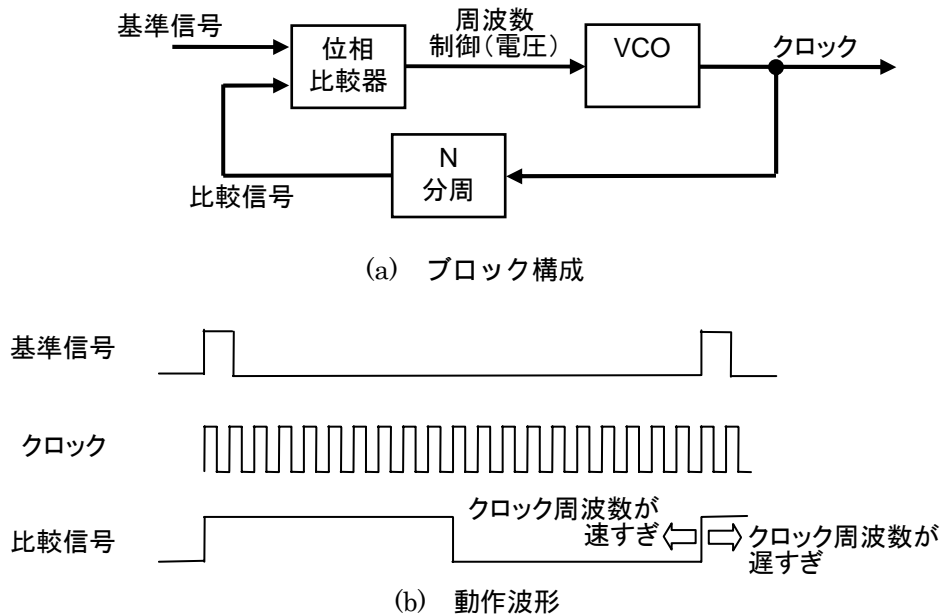 基準信号
位相
比較器
周波数
制御(電圧)
VCO
クロック
N
分周
比較信号
(a) ブロック構成
基準信号
クロック
比較信号
クロック周波数が
速すぎ
クロック周波数が
遅すぎ
(b) 動作波形